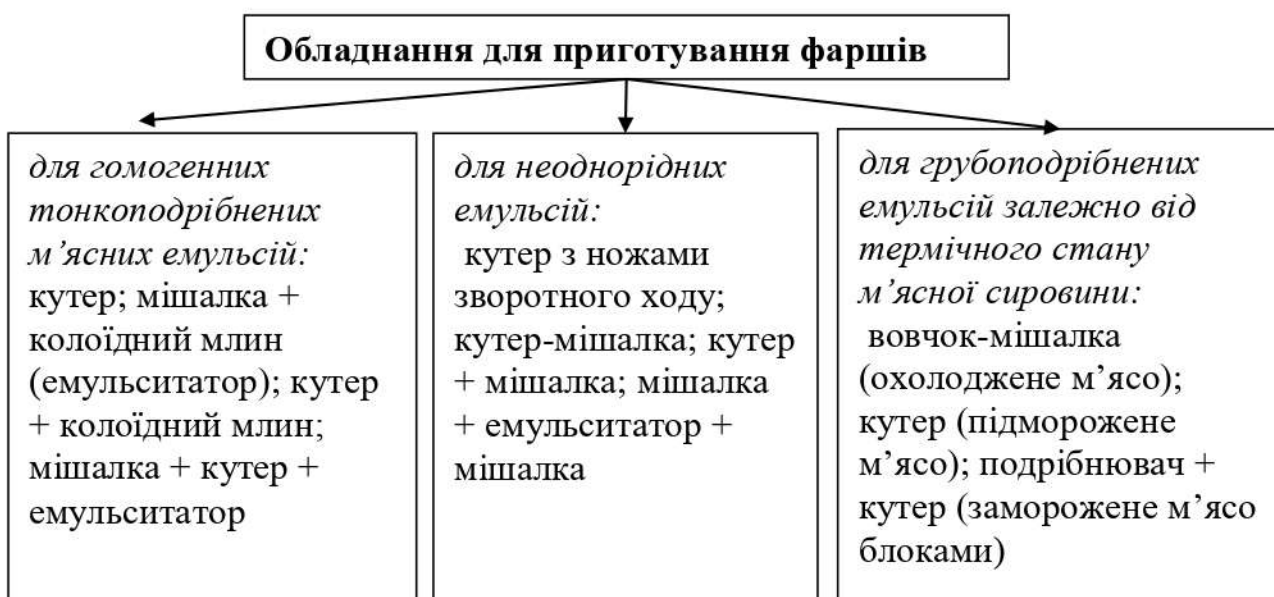 Обладнання для приготування фаршів
для гомогенних
тонкоподрібнених
м’ясних емульсій:
кутер; мішалка +
колоїдний млин
(емульситатор); кутер
+ колоїдний млин;
мішалка + кутер +
емульситатор
для неоднорідних
емульсій:
кутер з ножами
зворотного ходу;
кутер-мішалка; кутер
+ мішалка; мішалка
+ емульситатор +
мішалка
для грубоподрібнених
емульсій залежно від
термічного стану
м’ясної сировини:
вовчок-мішалка
(охолоджене м’ясо);
кутер (підморожене
м’ясо); подрібнювач +
кутер (заморожене м’ясо
блоками)